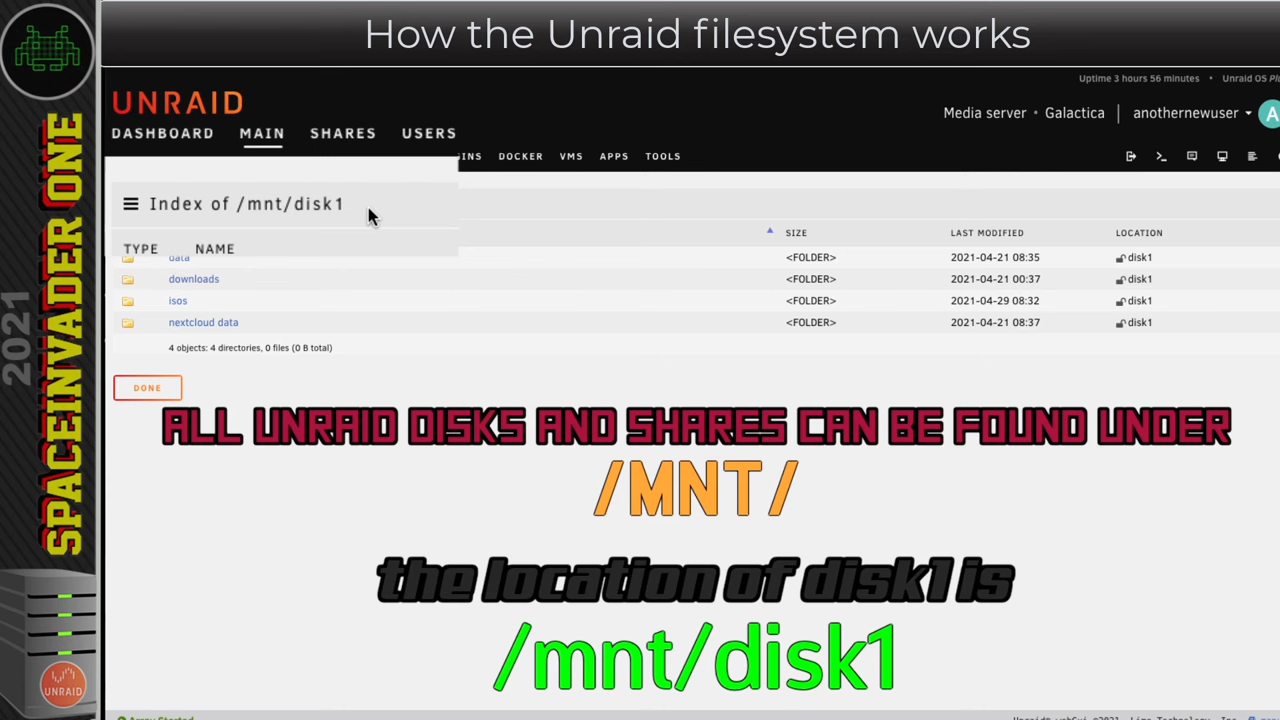 How the Unraid filesystem works
2021
SPACEINVADER ONE
UNRAID
Uptime 3 hours 56 minutes • Unraid OS
UNRAID
Media server • Galactica
anothernewuser
A
DASHBOARD MAIN SHARES USERS
DOCKER VMS APPS TOOLS
Index of /mnt/disk1
TYPE NAME SIZE LAST MODIFIED LOCATION
data <FOLDER> 2021-04-21 08:35 disk1
downloads <FOLDER> 2021-04-21 00:37 disk1
isos <FOLDER> 2021-04-29 08:32 disk1
nextcloud data <FOLDER> 2021-04-21 08:37 disk1
4 objects: 4 directories, 0 files (0 B total)
DONE
ALL UNRAID DISKS AND SHARES CAN BE FOUND UNDER
/MNT/
the location of disk1 is
/mnt/disk1